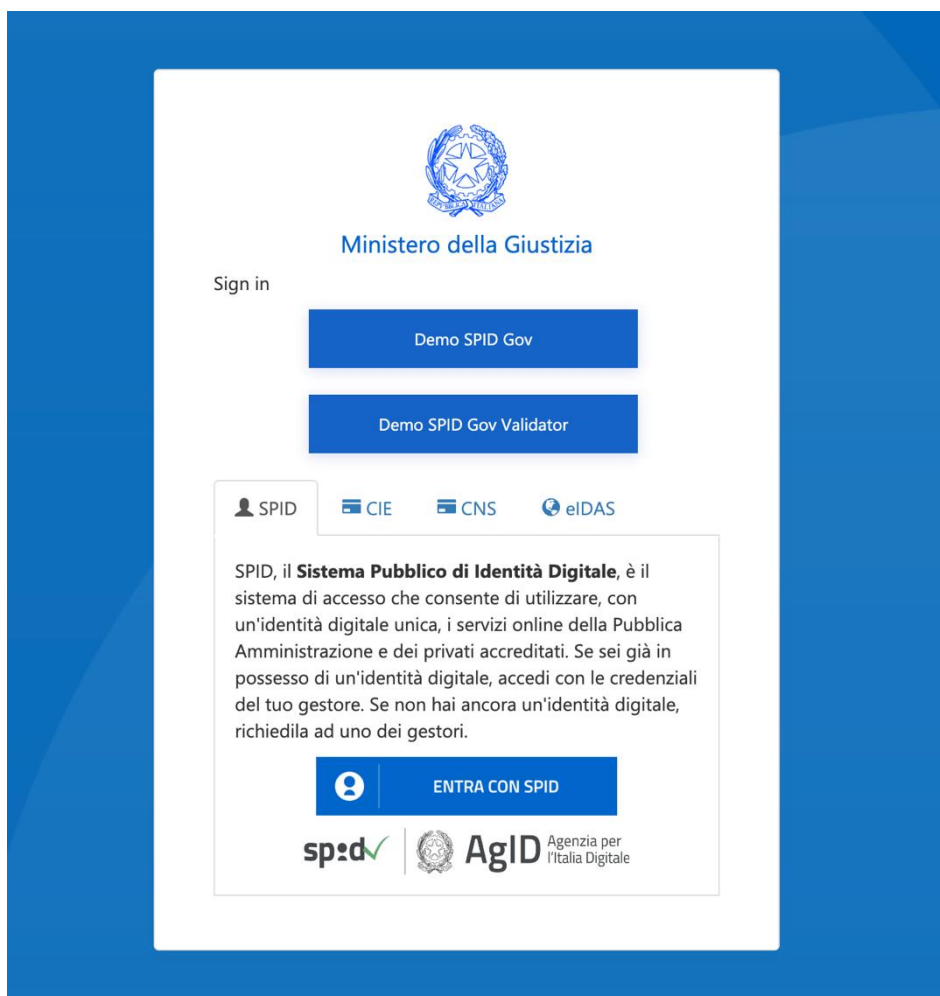 REPVBBLICA ITALIANA
Ministero della Giustizia
Sign in
Demo SPID Gov
Demo SPID Gov Validator
SPID CIE CNS eIDAS
SPID, il Sistema Pubblico di Identità Digitale, è il
sistema di accesso che consente di utilizzare, con
un'identità digitale unica, i servizi online della Pubblica
Amministrazione e dei privati accreditati. Se sei già in
possesso di un'identità digitale, accedi con le credenziali
del tuo gestore. Se non hai ancora un'identità digitale,
richiedila ad uno dei gestori.
ENTRA CON SPID
spid AgID Agenzia per
l'Italia Digitale